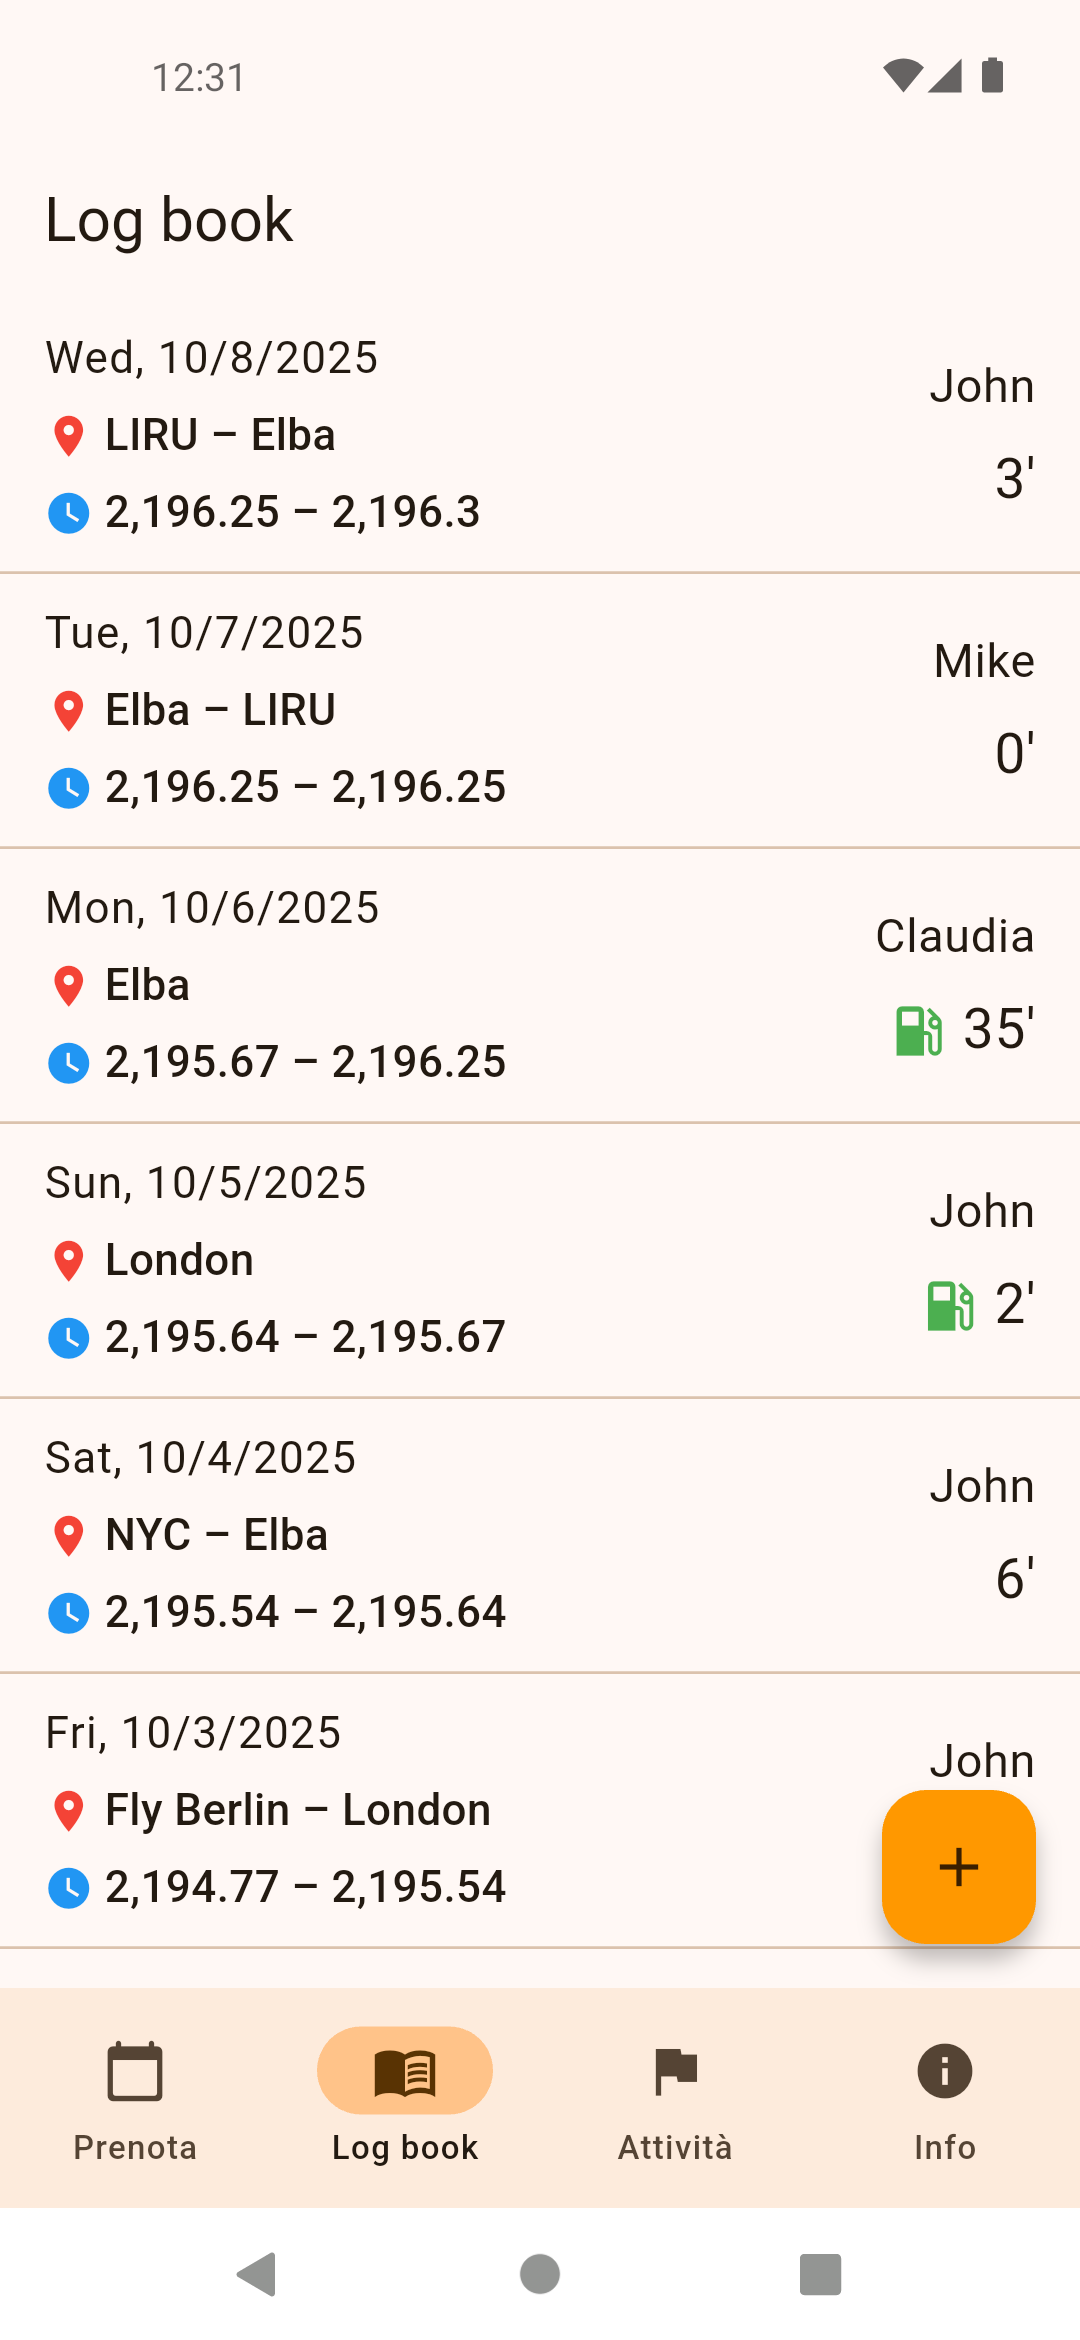 12:31
Log book
Wed, 10/8/2025
John
LIRU – Elba
3'
2,196.25 – 2,196.3
Tue, 10/7/2025
Mike
Elba – LIRU
0'
2,196.25 – 2,196.25
Mon, 10/6/2025
Claudia
Elba
35'
2,195.67 – 2,196.25
Sun, 10/5/2025
John
London
2'
2,195.64 – 2,195.67
Sat, 10/4/2025
John
NYC – Elba
6'
2,195.54 – 2,195.64
Fri, 10/3/2025
John
Fly Berlin – London
2,194.77 – 2,195.54
Prenota
Log book
Attività
Info